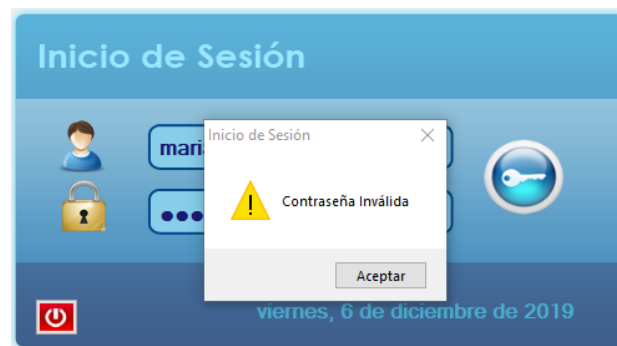 Inicio de Sesión
Inicio de Sesión
Contraseña Inválida
Aceptar
viernes, 6 de diciembre de 2019